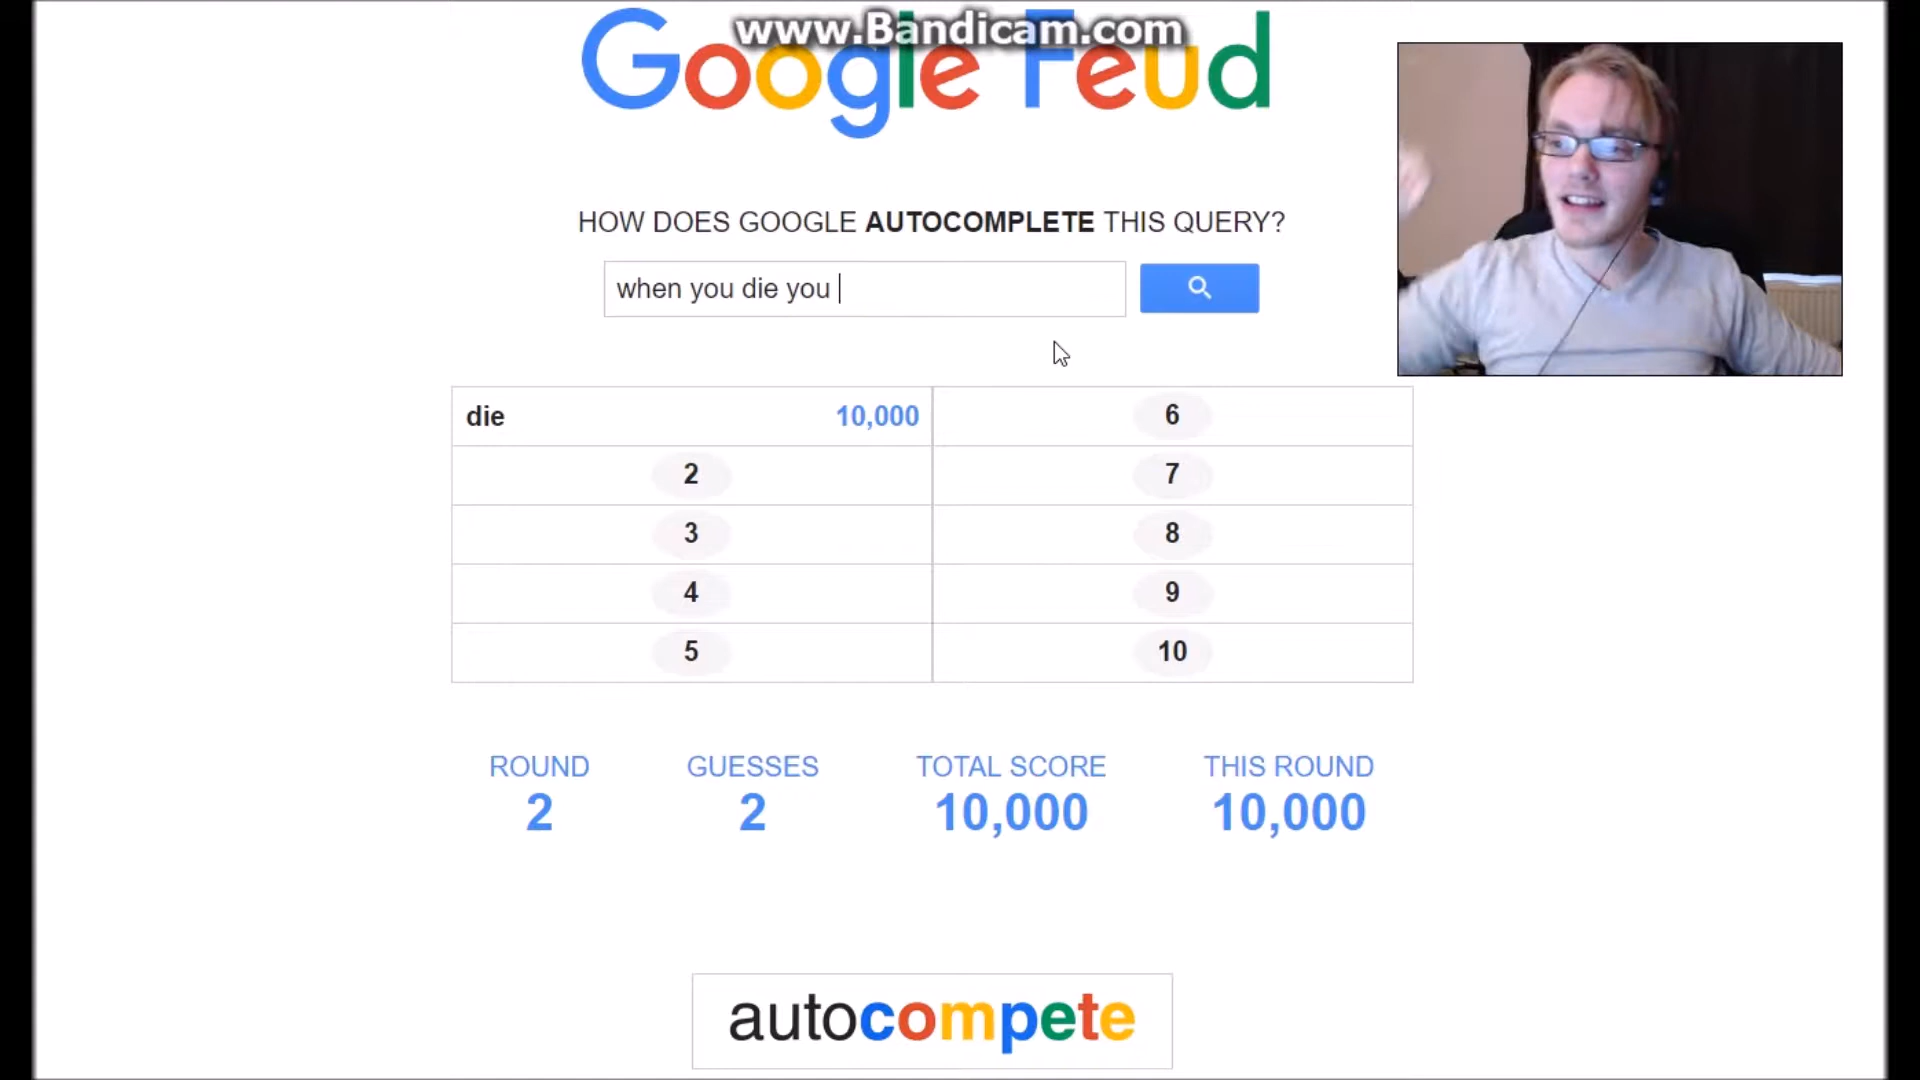 www.Bandicam.com
Google Feud
HOW DOES GOOGLE AUTOCOMPLETE THIS QUERY?
when you die you
die 10,000 6
2 7
3 8
4 9
5 10
ROUND GUESSES TOTAL SCORE THIS ROUND
2 2 10,000 10,000
autocompete